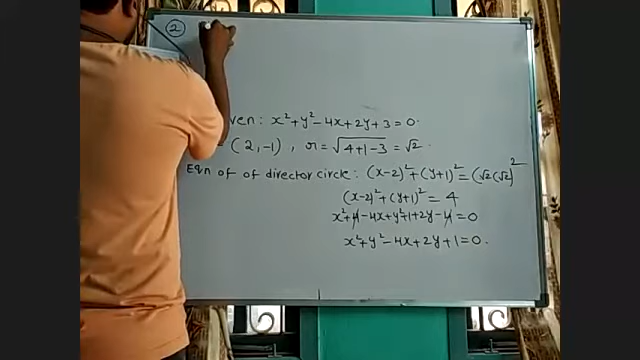 ②
ven: x²+y²-4x+2y+3=0.
(2,-1) , r=√4+1-3 = √2.
Eqn of of director circle: (x-2)²+(y+1)²=(√2(√2)²
(x-2)²+(y+1)²=4
x²+4-4x+y²+1+2y-4=0
x²+y²-4x+2y+1=0.